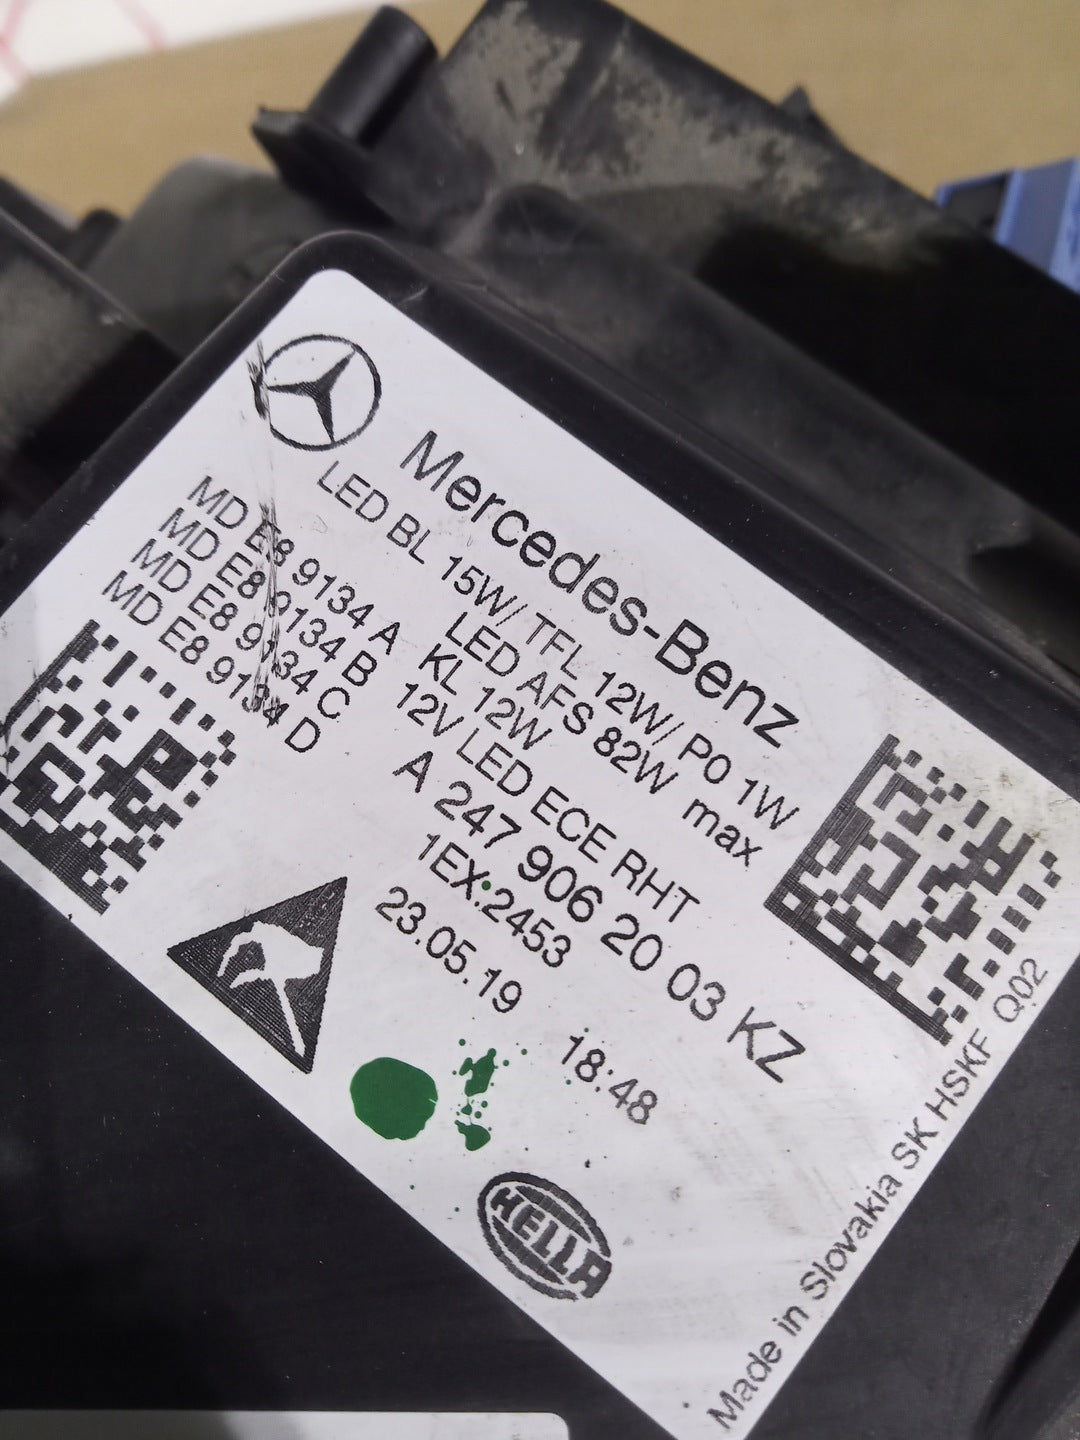 Mercedes-Benz
LED BL 15W/ TFL 12W/ P0 1W
LED AFS 82W max
KL 12W
12V LED ECE RHT
MD E8 9134 A
MD E8 9134 B
MD E8 9134 C
MD E8 9134 D
A 247 906 20 03 KZ
1EX:2453
23.05.19 18:48
HELLA
Made in Slovakia SK HSKF Q02